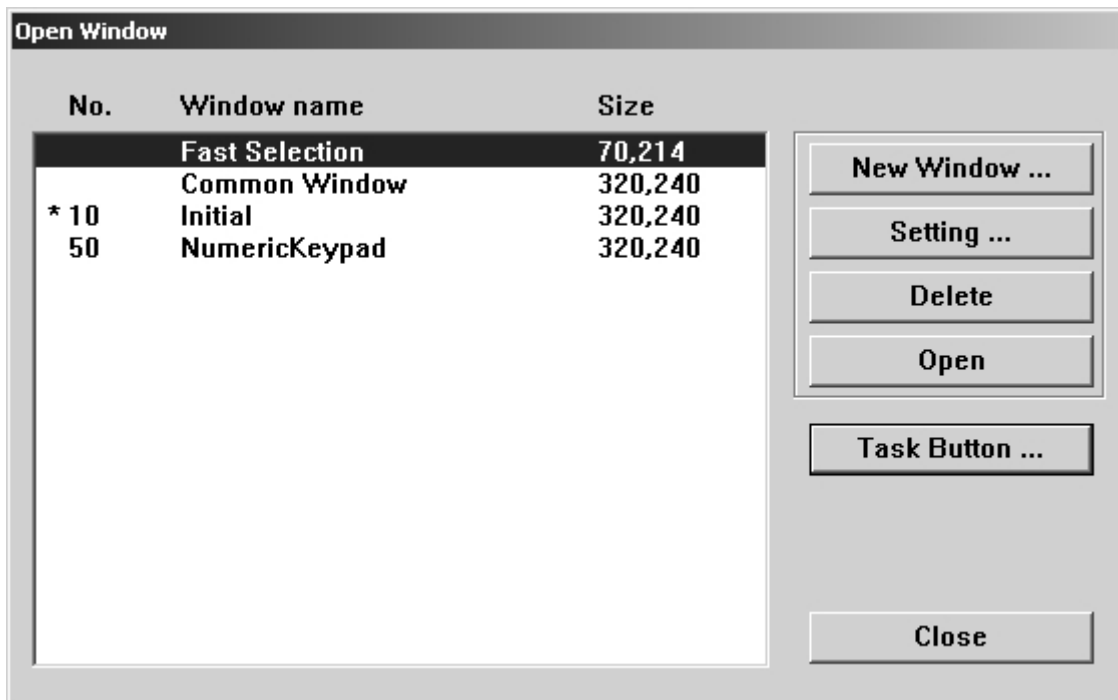 Open Window
No. Window name Size
Fast Selection 70,214
Common Window 320,240
* 10 Initial 320,240
50 NumericKeypad 320,240
New Window ...
Setting ...
Delete
Open
Task Button ...
Close